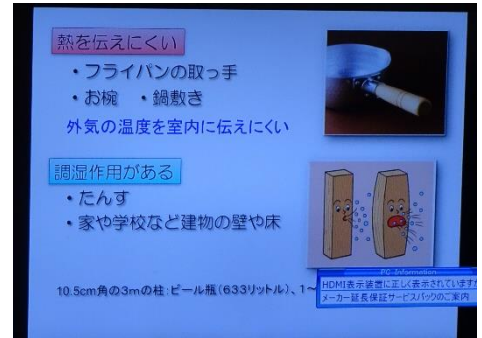 熱を伝えにくい
・フライパンの取っ手
・お椀 ・鍋敷き
外気の温度を室内に伝えにくい
調湿作用がある
・たんす
・家や学校など建物の壁や床
10.5cm角の3mの柱:ビール瓶(633リットル)、1~
PC Information
HDMI表示装置に正しく表示されていますか
メーカー延長保証サービスパックのご案内